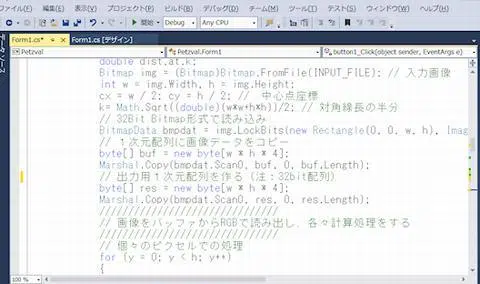 ファイル(F) 編集(E) 表示(V) プロジェクト(P) ビルド(B) デバッグ(D) チーム(M) ツール(T) テスト(S) ウィンドウ(W) ヘルプ(H)
開始 Debug Any CPU
Form1.cs* Form1.cs [デザイン]
Petzval Petzval.Form1 button1_Click(object sender, EventArgs e)
double dist,at,k;
Bitmap img = (Bitmap)Bitmap.FromFile(INPUT_FILE); // 入力画像
int w = img.Width, h = img.Height;
cx = w / 2; cy = h / 2; // 中心点座標
k= Math.Sqrt((double)(w*w+h*h))/2; // 対角線長の半分
// 32Bit Bitmap形式で読み込み
BitmapData bmpdat = img.LockBits(new Rectangle(0, 0, w, h), Imag
// １次元配列に画像データをコピー
byte[] buf = new byte[w * h * 4];
Marshal.Copy(bmpdat.Scan0, buf, 0, buf.Length);
// 出力用１次元配列を作る（注：32bit配列）
byte[] res = new byte[w * h * 4];
Marshal.Copy(bmpdat.Scan0, res, 0, res.Length);
//////////////////////////////
// 画像をバッファからRGBで読み出し、各々計算処理をする
//////////////////////////////
// 個々のピクセルでの処理
for (y = 0; y < h; y++)
{
100 %
データ ソース